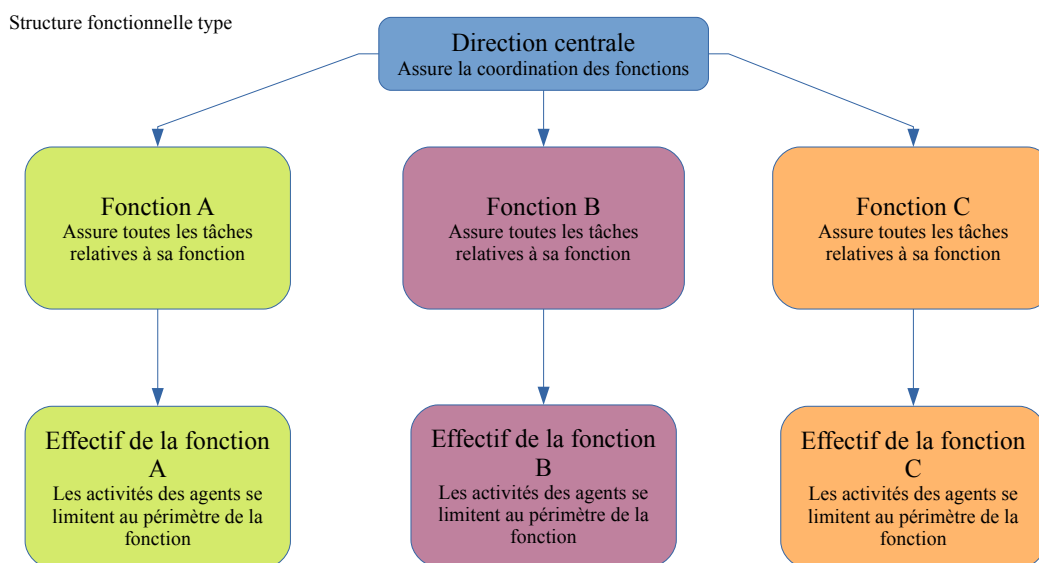 Structure fonctionnelle type
Direction centrale
Assure la coordination des fonctions
Fonction A
Assure toutes les tâches
relatives à sa fonction
Fonction B
Assure toutes les tâches
relatives à sa fonction
Fonction C
Assure toutes les tâches
relatives à sa fonction
Effectif de la fonction
A
Les activités des agents se
limitent au périmètre de la
fonction
Effectif de la fonction
B
Les activités des agents se
limitent au périmètre de la
fonction
Effectif de la fonction
C
Les activités des agents se
limitent au périmètre de la
fonction